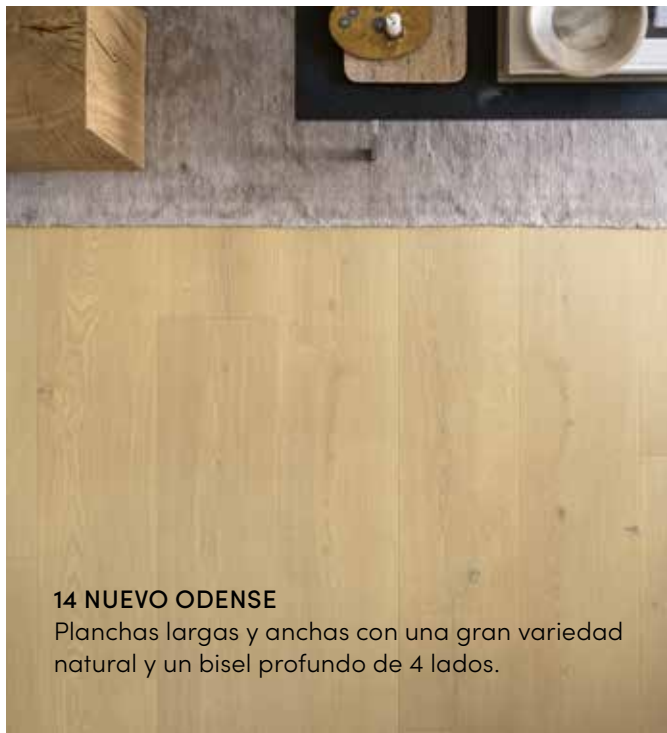 14 NUEVO ODENSE
Planchas largas y anchas con una gran variedad
natural y un bisel profundo de 4 lados.